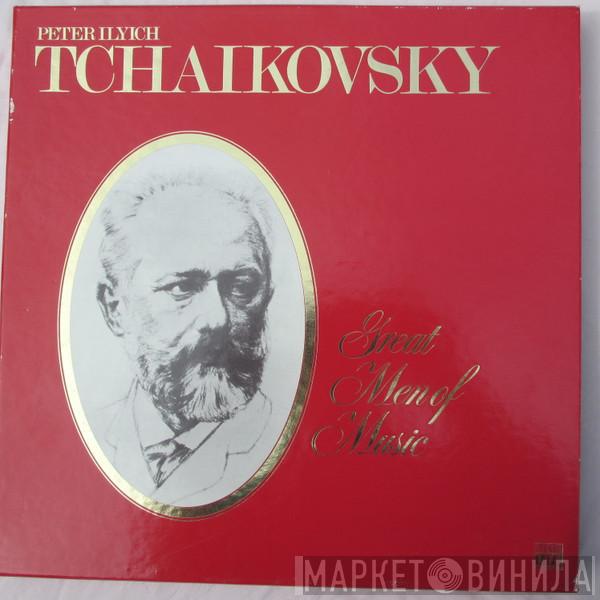 PETER ILYICH
TCHAIKOVSKY
Great
Men of
Music
МАРКЕТ ВИНИЛА